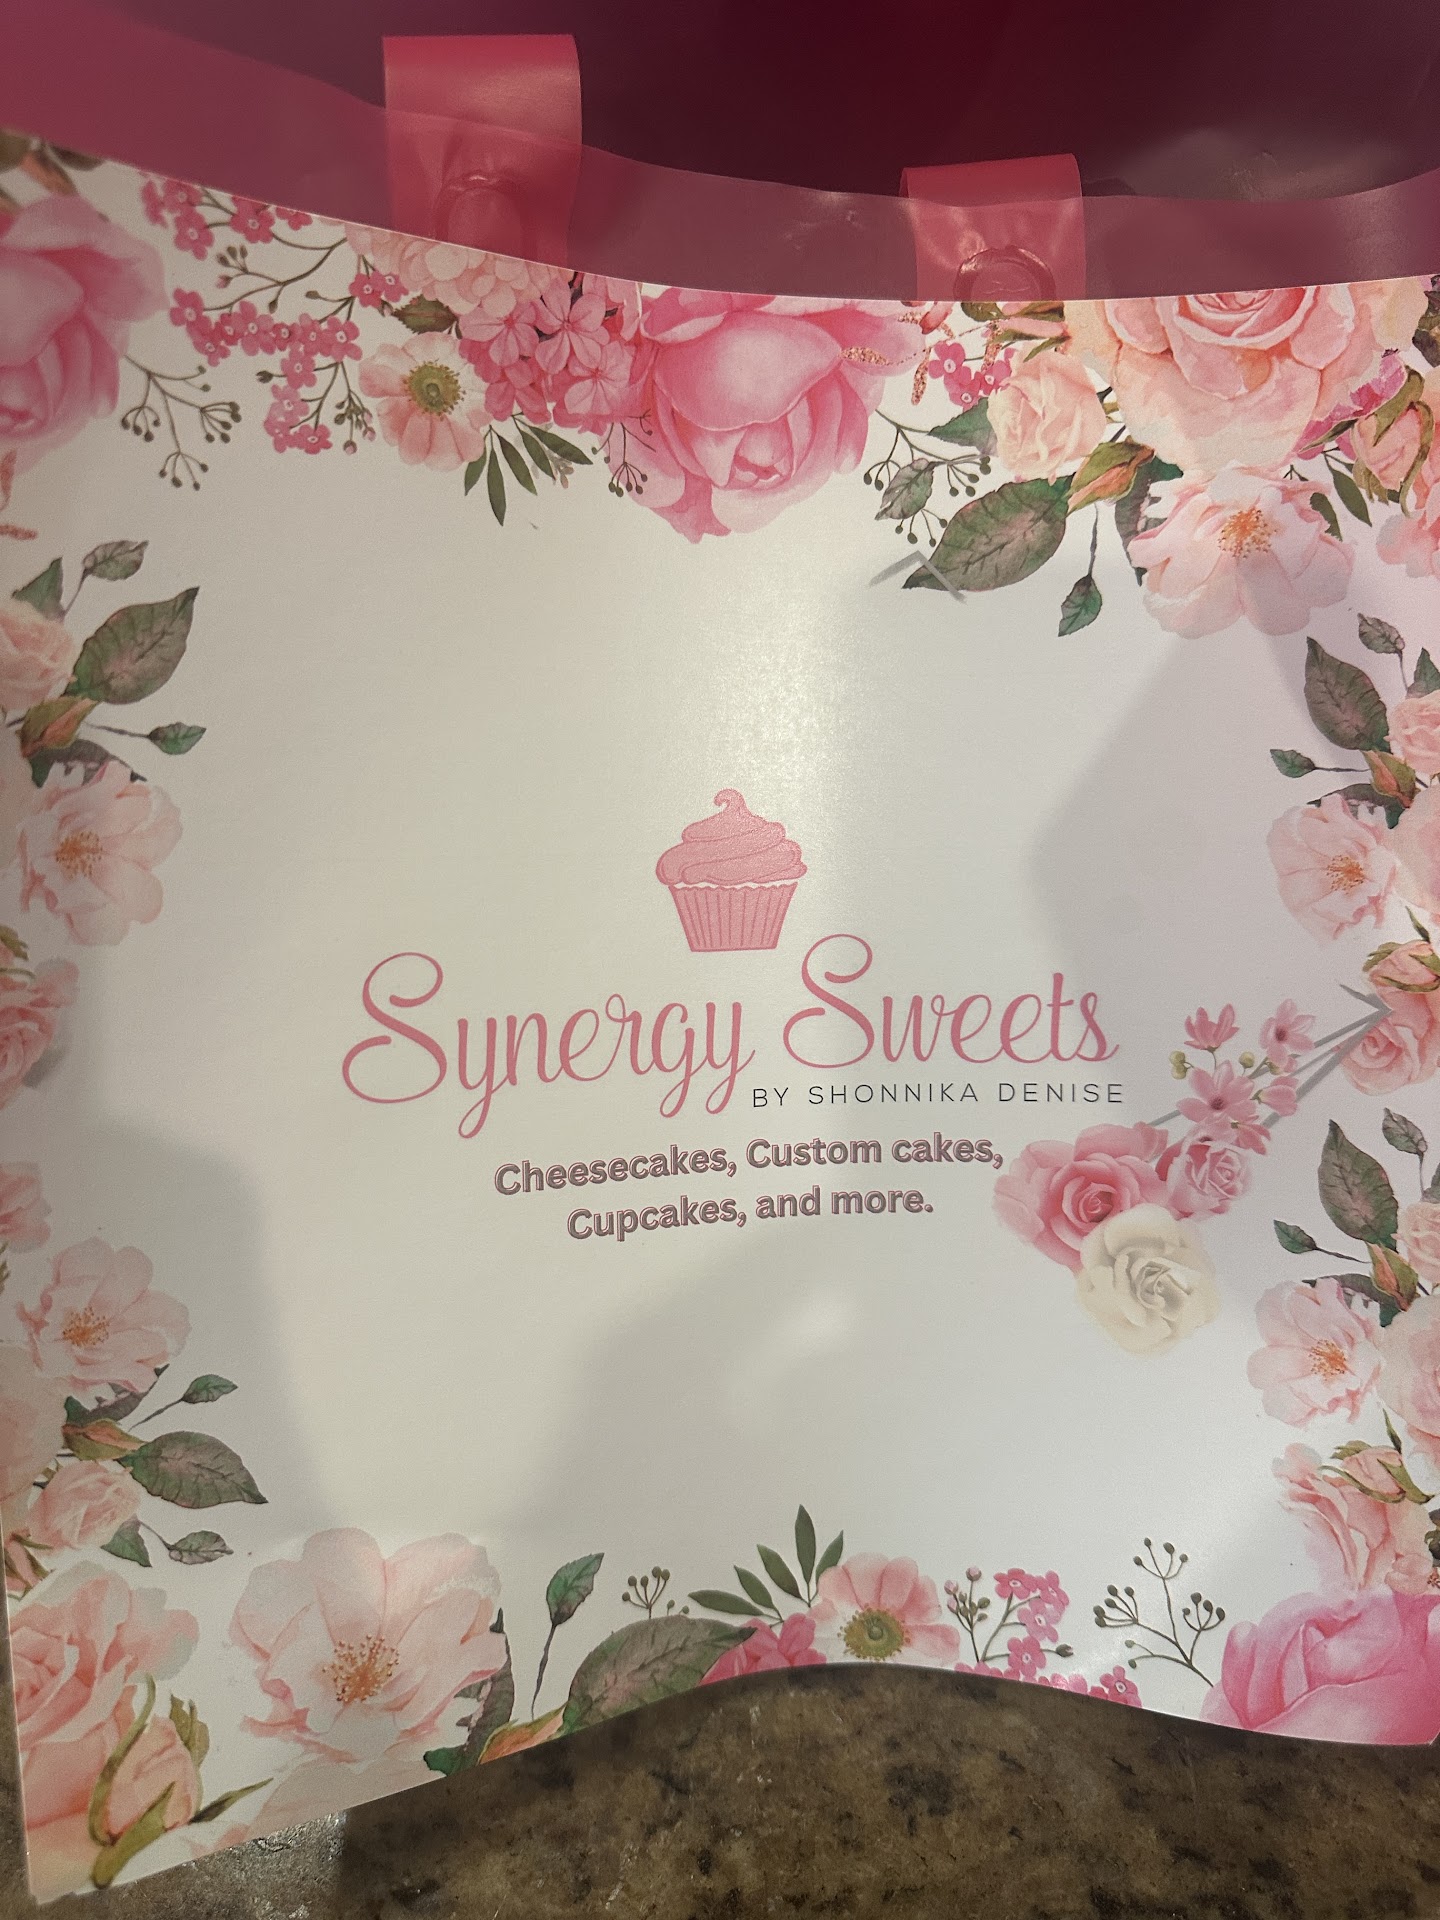 Synergy Sweets
BY SHONNIKA DENISE
Cheesecakes, Custom cakes,
Cupcakes, and more.